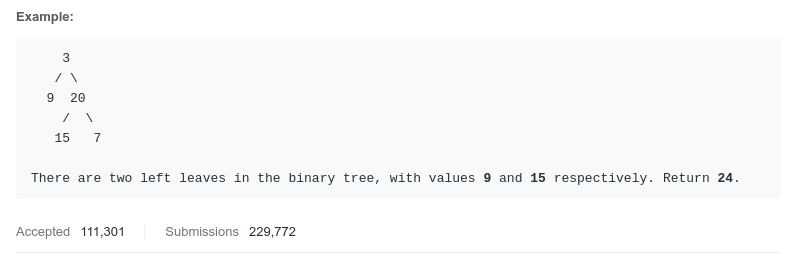 Example:
    3
   / \
  9  20
    /  \
   15   7
There are two left leaves in the binary tree, with values 9 and 15 respectively. Return 24.
Accepted 111,301 Submissions 229,772